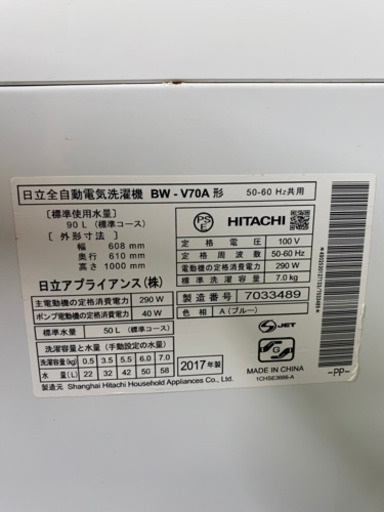 日立全自動電気洗濯機 BW-V70A 形 50-60 Hz共用
[標準使用水量]
90L (標準コース)
[外形寸法]
幅 608 mm
奥行 610 mm
高さ 1000 mm
日立アプライアンス(株)
主電動機の定格消費電力 290 W
ポンプ電動機の定格消費電力 40 W
標準水量 50L (標準コース)
洗濯容量と水量 (手動設定の水量)
洗濯容量(kg) 0.5 3.5 5.5 6.0 7.0
水量(L) 22 32 42 50 58
製造元 Shanghai Hitachi Household Appliances Co., Ltd.
PS
E
HITACHI
定格電圧 100 V
定格周波数 50-60 Hz
定格消費電力 290 W
標準洗濯容量 7.0kg
製造番号 7033489
色相 A (ブルー)
2017年製
JET
MADE IN CHINA
1CHSE3686-A
-PP-